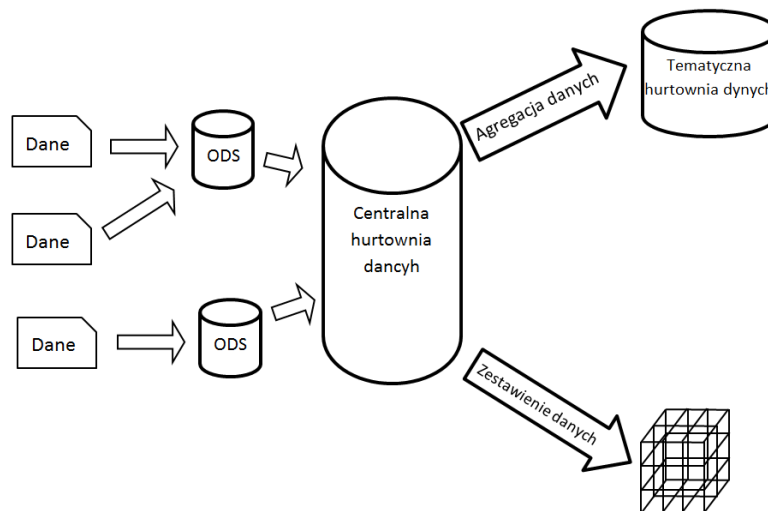 Dane
Dane
Dane
ODS
ODS
Centralna
hurtownia
dancyh
Agregacja danych
Zestawienie danych
Tematyczna
hurtownia dynych